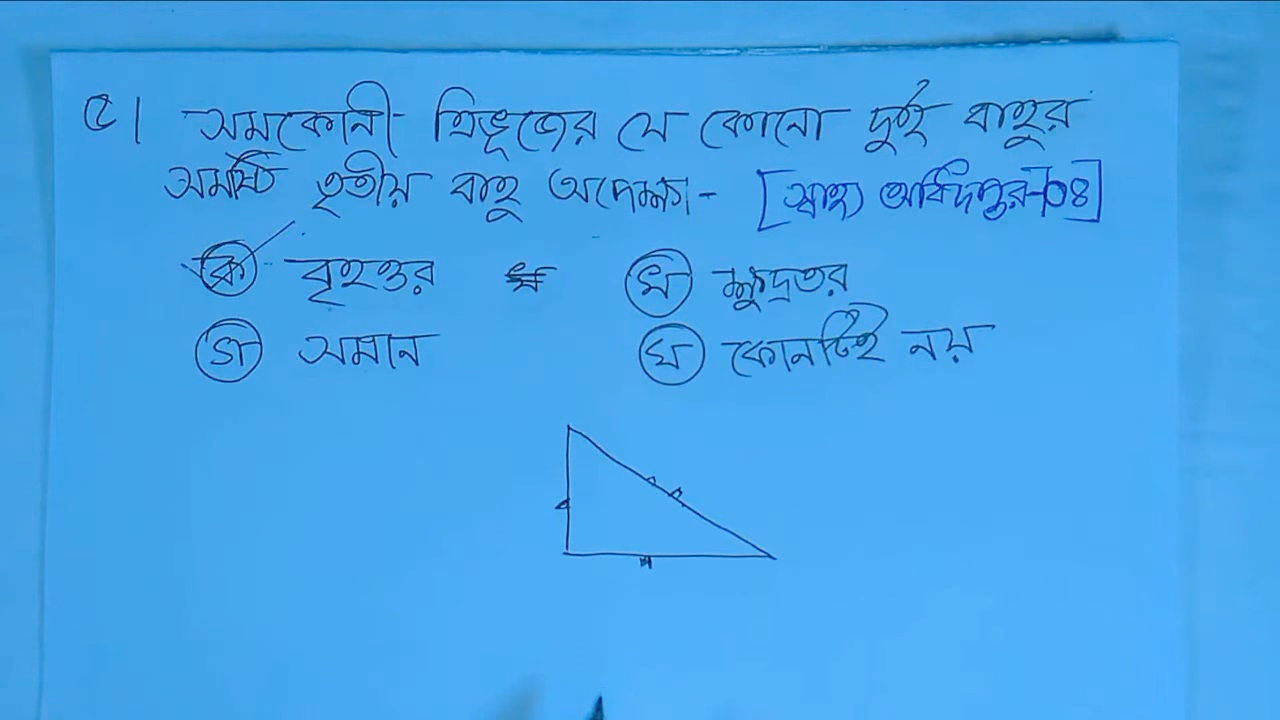 ৫। সমকোনী ত্রিভূজের যে কোনো দুই বাহুর
সমষ্টি তৃতীয় বাহু অপেক্ষা- [স্বাস্থ্য অধিদপ্তর-০৪]
ক বৃহত্তর খ ক্ষুদ্রতর
গ সমান ঘ কোনটিই নয়